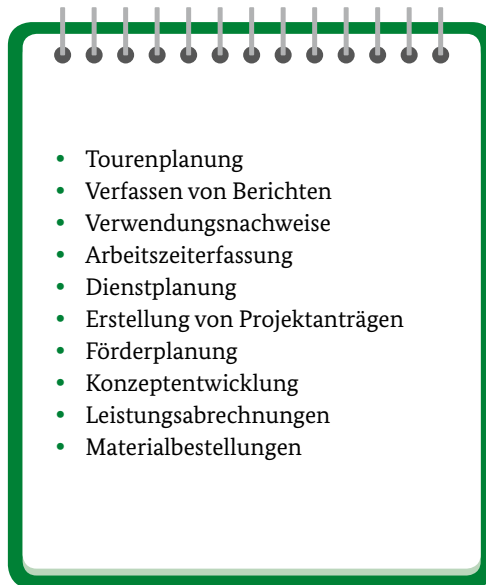 • Tourenplanung
• Verfassen von Berichten
• Verwendungsnachweise
• Arbeitszeiterfassung
• Dienstplanung
• Erstellung von Projektanträgen
• Förderplanung
• Konzeptentwicklung
• Leistungsabrechnungen
• Materialbestellungen